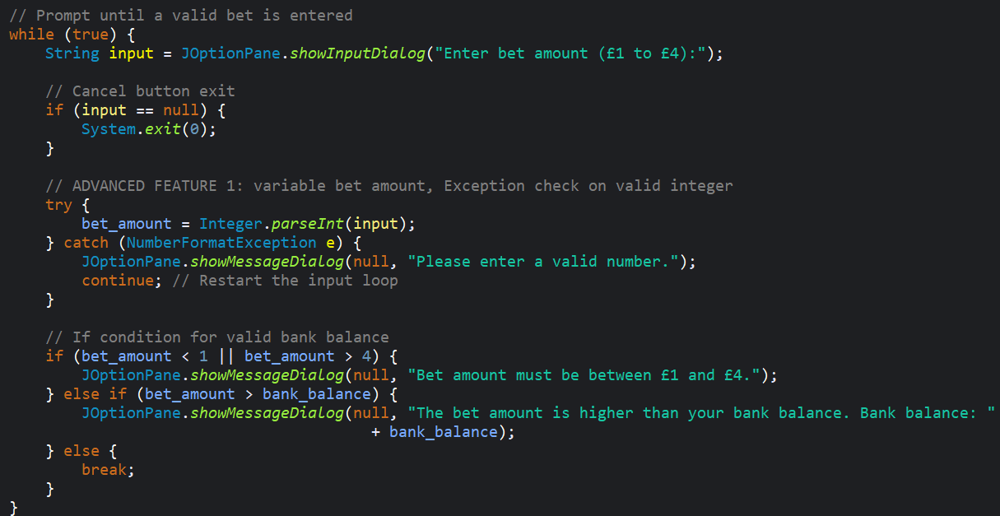 // Prompt until a valid bet is entered
while (true) {
    String input = JOptionPane.showInputDialog("Enter bet amount (£1 to £4):");

    // Cancel button exit
    if (input == null) {
        System.exit(0);
    }

    // ADVANCED FEATURE 1: variable bet amount, Exception check on valid integer
    try {
        bet_amount = Integer.parseInt(input);
    } catch (NumberFormatException e) {
        JOptionPane.showMessageDialog(null, "Please enter a valid number.");
        continue; // Restart the input loop
    }

    // If condition for valid bank balance
    if (bet_amount < 1 || bet_amount > 4) {
        JOptionPane.showMessageDialog(null, "Bet amount must be between £1 and £4.");
    } else if (bet_amount > bank_balance) {
        JOptionPane.showMessageDialog(null, "The bet amount is higher than your bank balance. Bank balance: "
                                        + bank_balance);
    } else {
        break;
    }
}